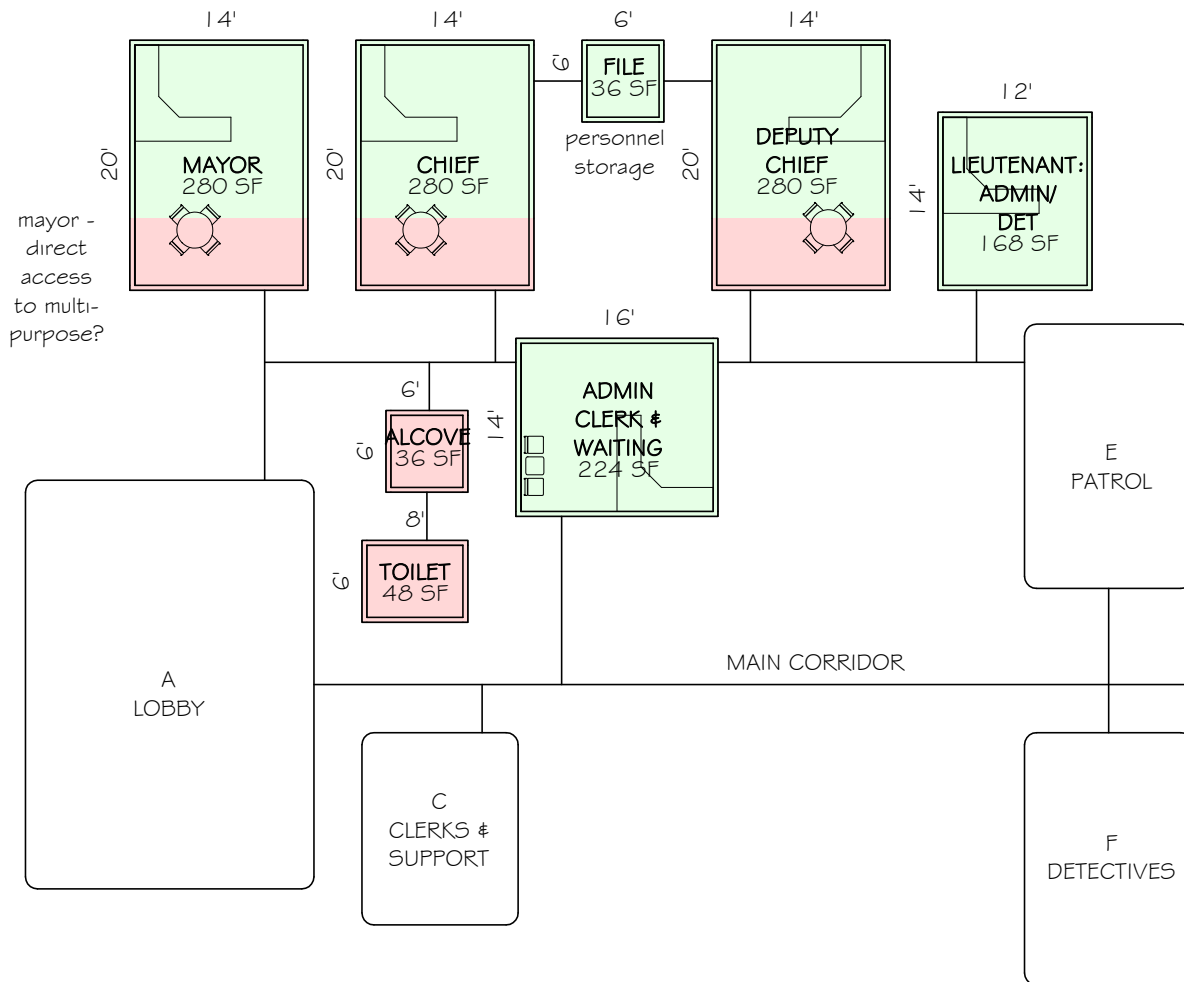 14'
14'
6'
14'
20'
MAYOR
280 SF
20'
CHIEF
280 SF
6'
FILE
36 SF
personnel
storage
20'
DEPUTY
CHIEF
280 SF
12'
14'
LIEUTENANT:
ADMIN/
DET
168 SF
mayor -
direct
access
to multi-
purpose?
16'
14'
ADMIN
CLERK &
WAITING
224 SF
6'
6'
ALCOVE
36 SF
8'
6'
TOILET
48 SF
E
PATROL
MAIN CORRIDOR
A
LOBBY
C
CLERKS &
SUPPORT
F
DETECTIVES